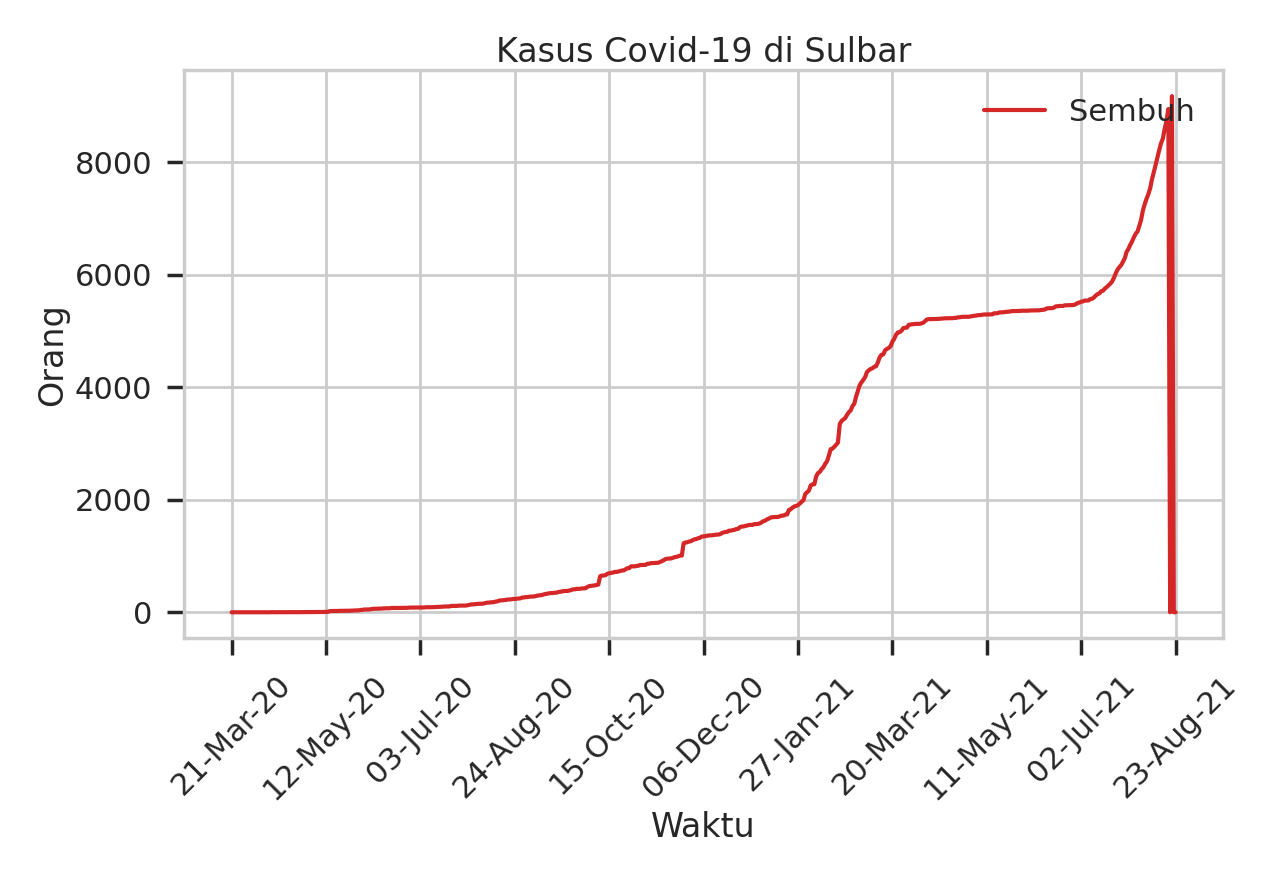 Kasus Covid-19 di Sulbar
Sembuh
Orang
8000
6000
4000
2000
0
21-Mar-20
12-May-20
03-Jul-20
24-Aug-20
15-Oct-20
06-Dec-20
27-Jan-21
20-Mar-21
11-May-21
02-Jul-21
23-Aug-21
Waktu